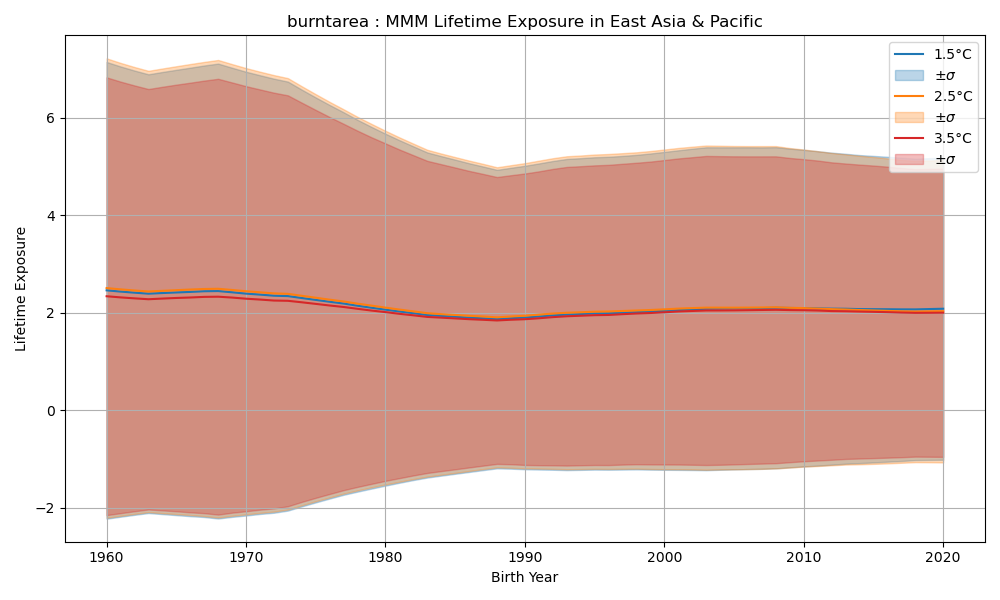 burntarea : MMM Lifetime Exposure in East Asia & Pacific
1.5°C
±σ
2.5°C
±σ
3.5°C
±σ
Lifetime Exposure
6
4
2
0
−2
1960 1970 1980 1990 2000 2010 2020
Birth Year